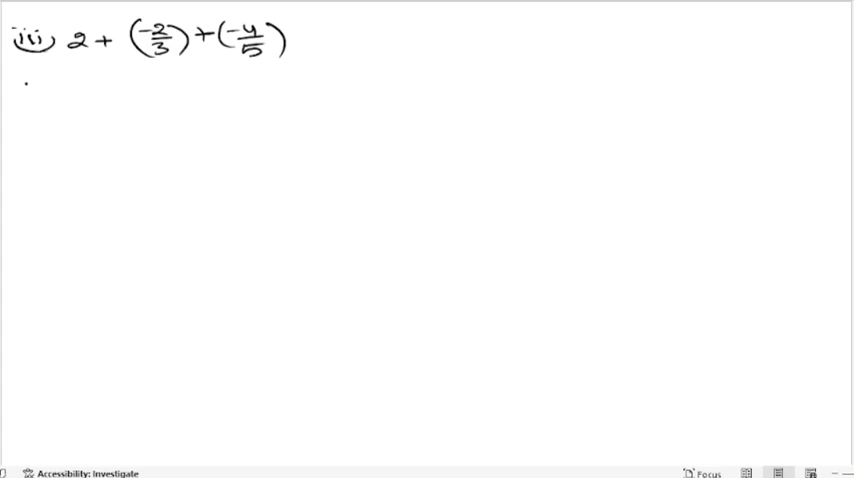 iii) 2 + (-2/3) + (-4/5)
Accessibility: Investigate
Focus